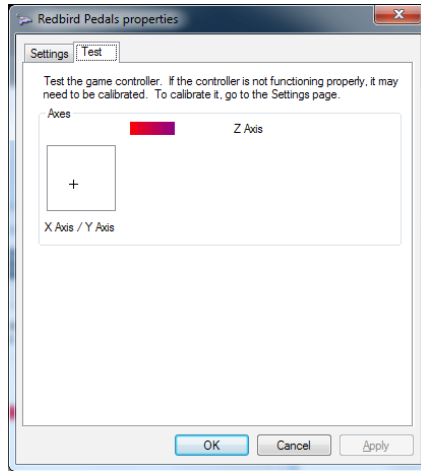 Redbird Pedals properties
Settings
Test
Test the game controller.  If the controller is not functioning properly, it may
need to be calibrated.  To calibrate it, go to the Settings page.
Axes
Z Axis
X Axis / Y Axis
OK
Cancel
Apply